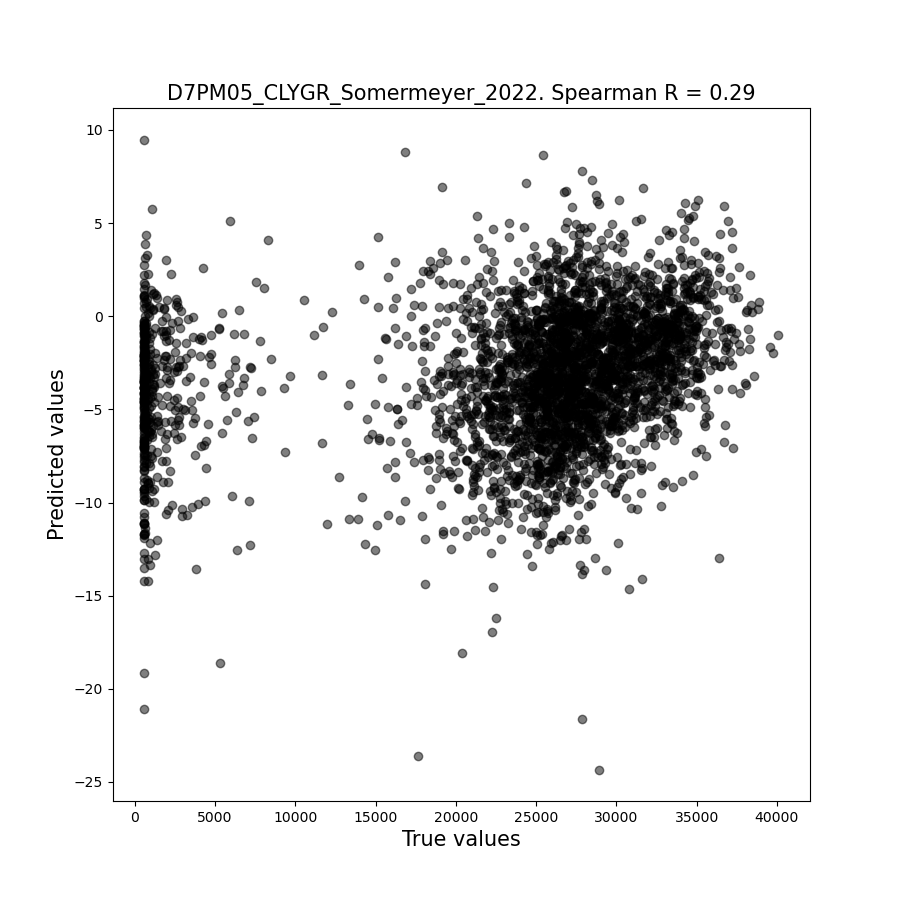 D7PM05_CLYGR_Somermeyer_2022. Spearman R = 0.29
10
5
0
−5
−10
−15
−20
−25
Predicted values
0 5000 10000 15000 20000 25000 30000 35000 40000
True values